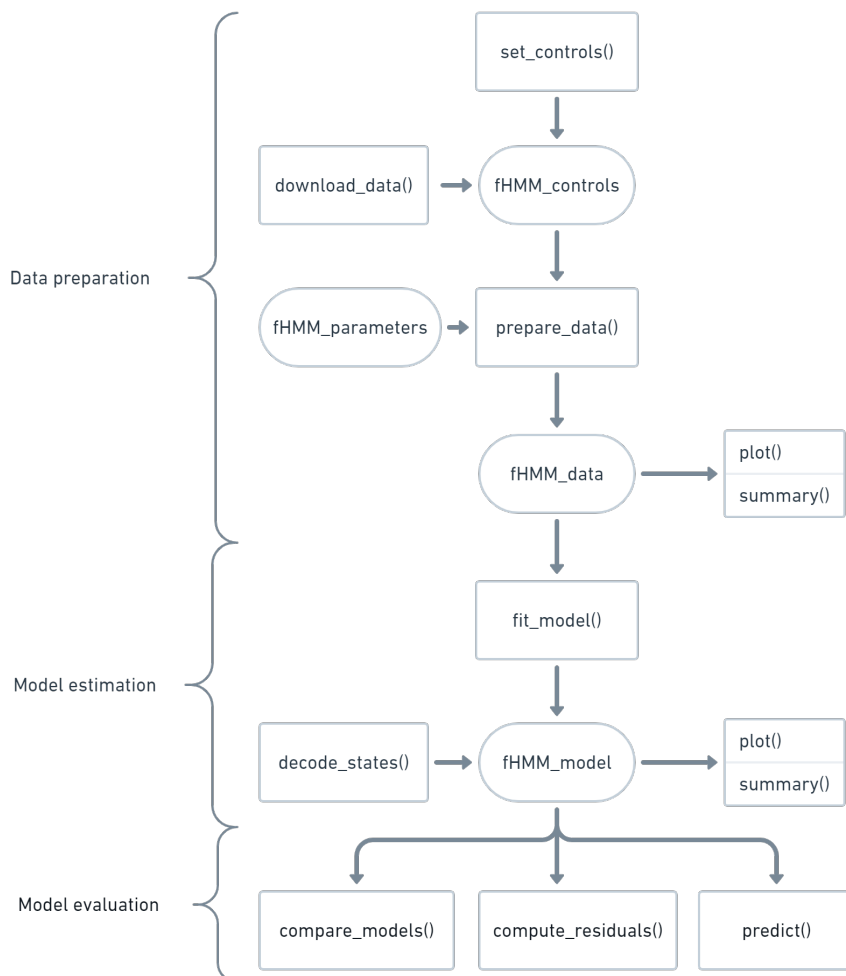 set_controls()
download_data()
fHMM_controls
Data preparation
fHMM_parameters
prepare_data()
fHMM_data
plot()
summary()
fit_model()
Model estimation
decode_states()
fHMM_model
plot()
summary()
Model evaluation
compare_models()
compute_residuals()
predict()